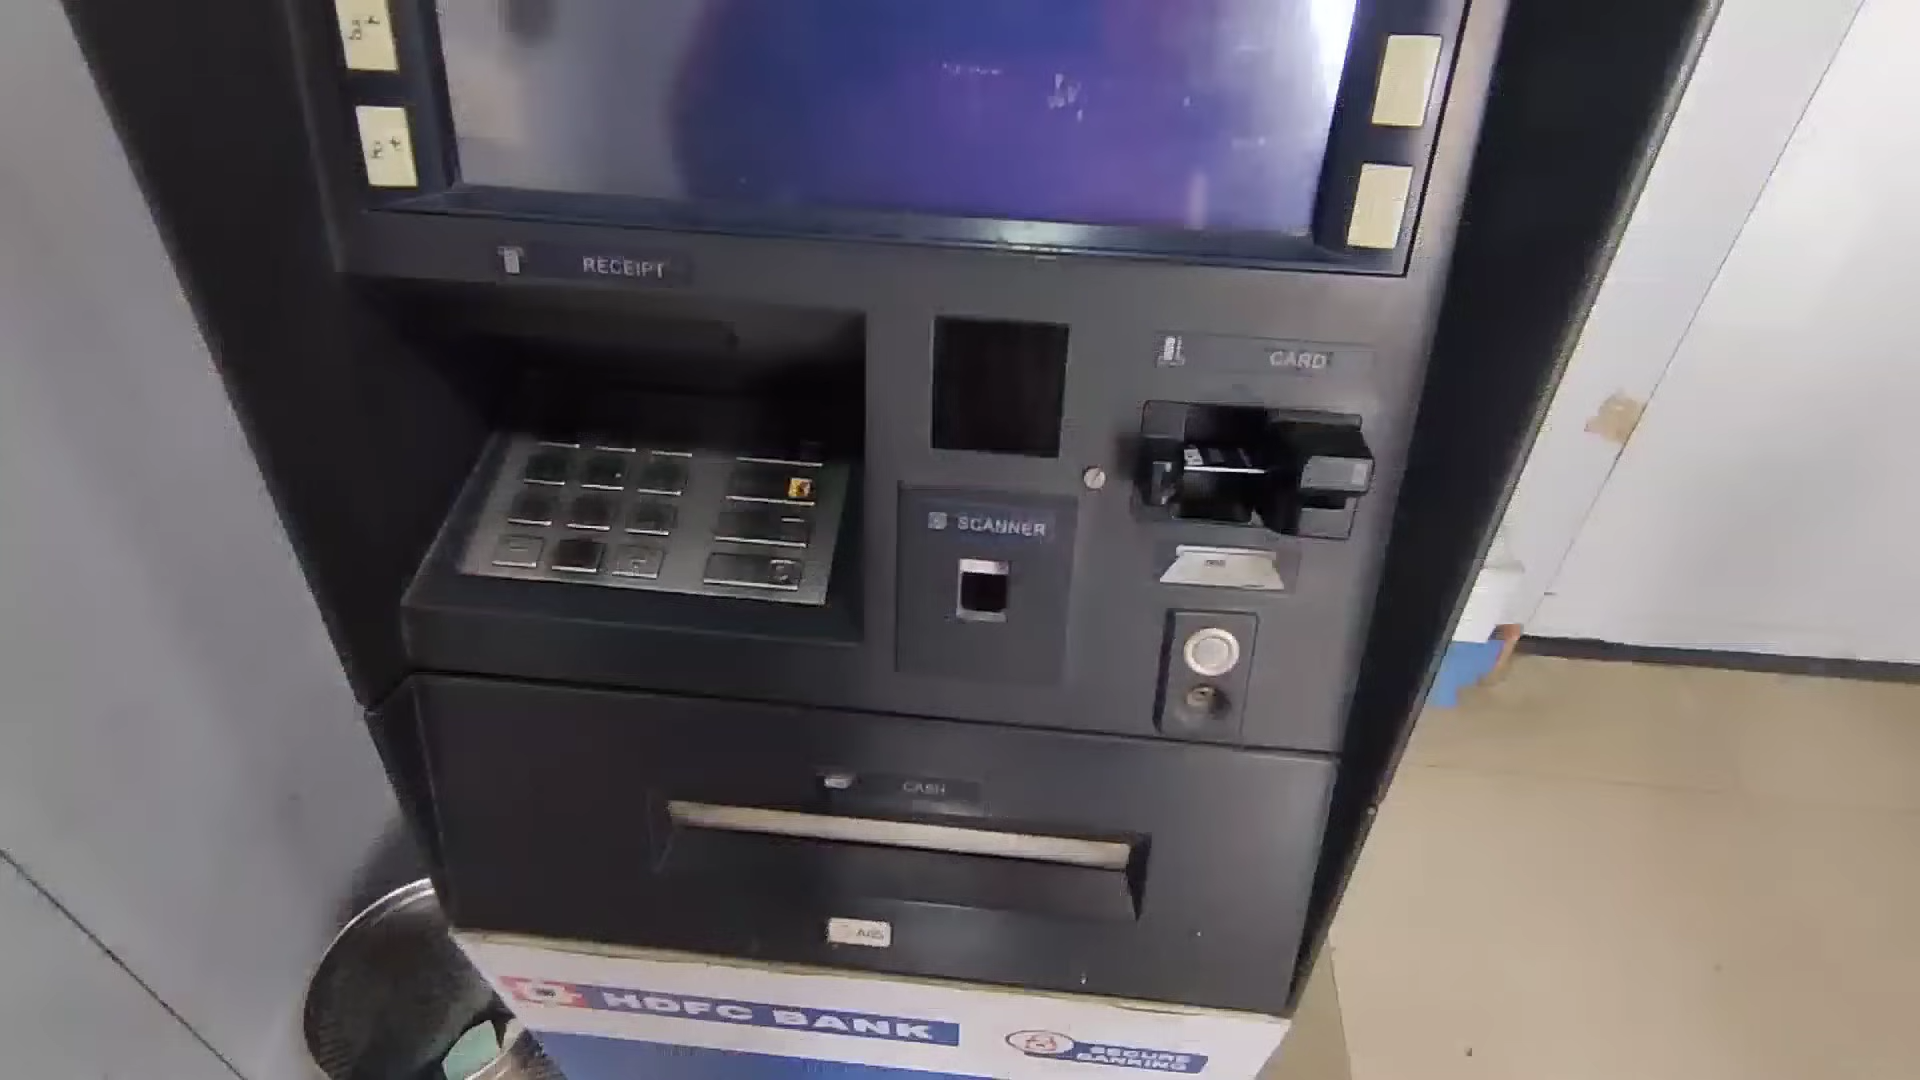 RECEIPT
CARD
SCANNER
CASH
HDFC BANK
SECURE
BANKING